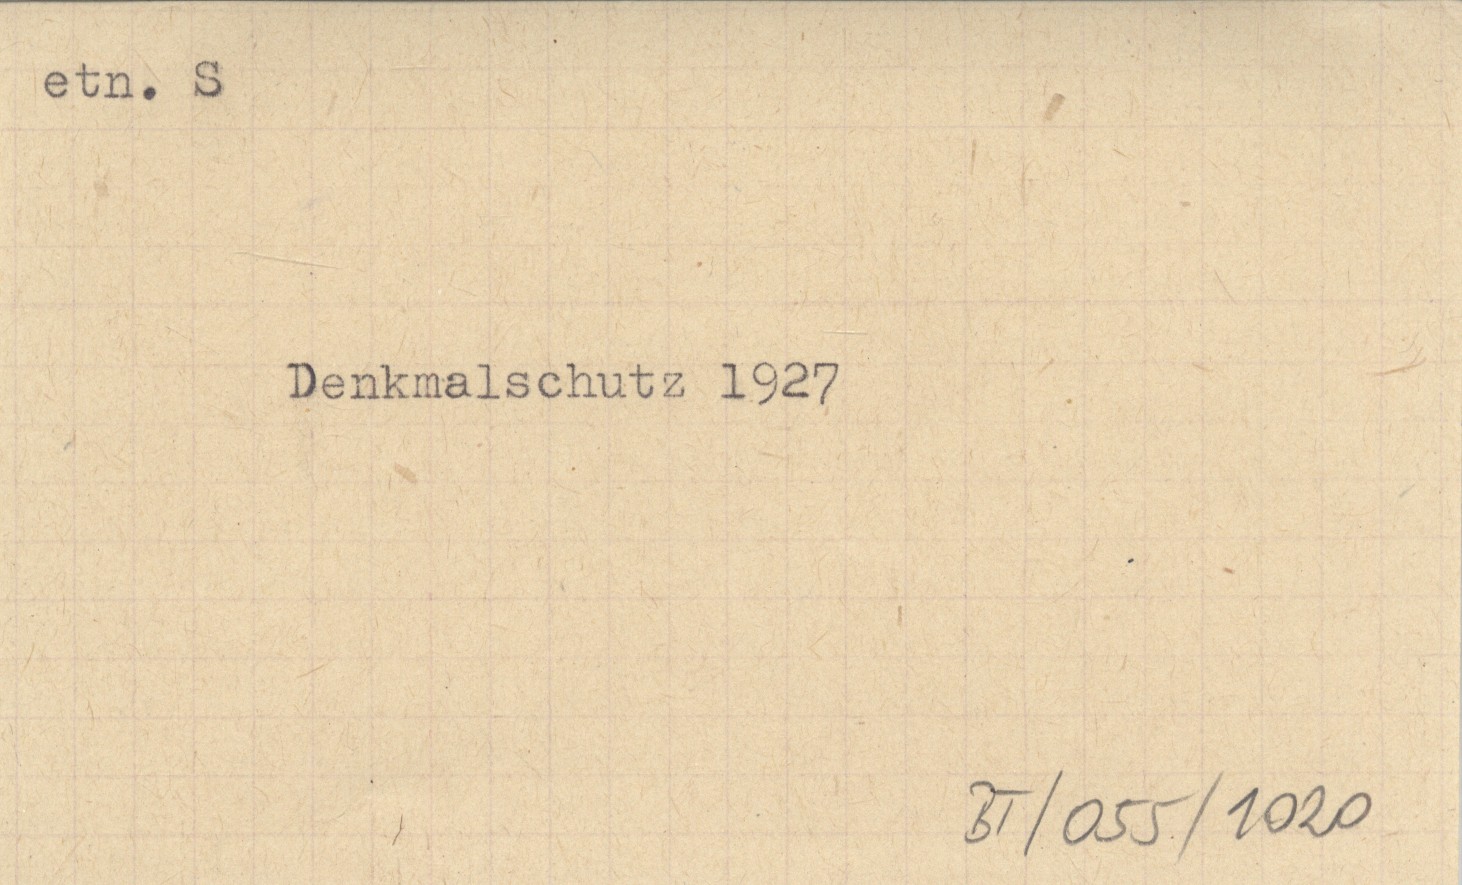 etn. S
Denkmalschutz 1927
BT/055/1020